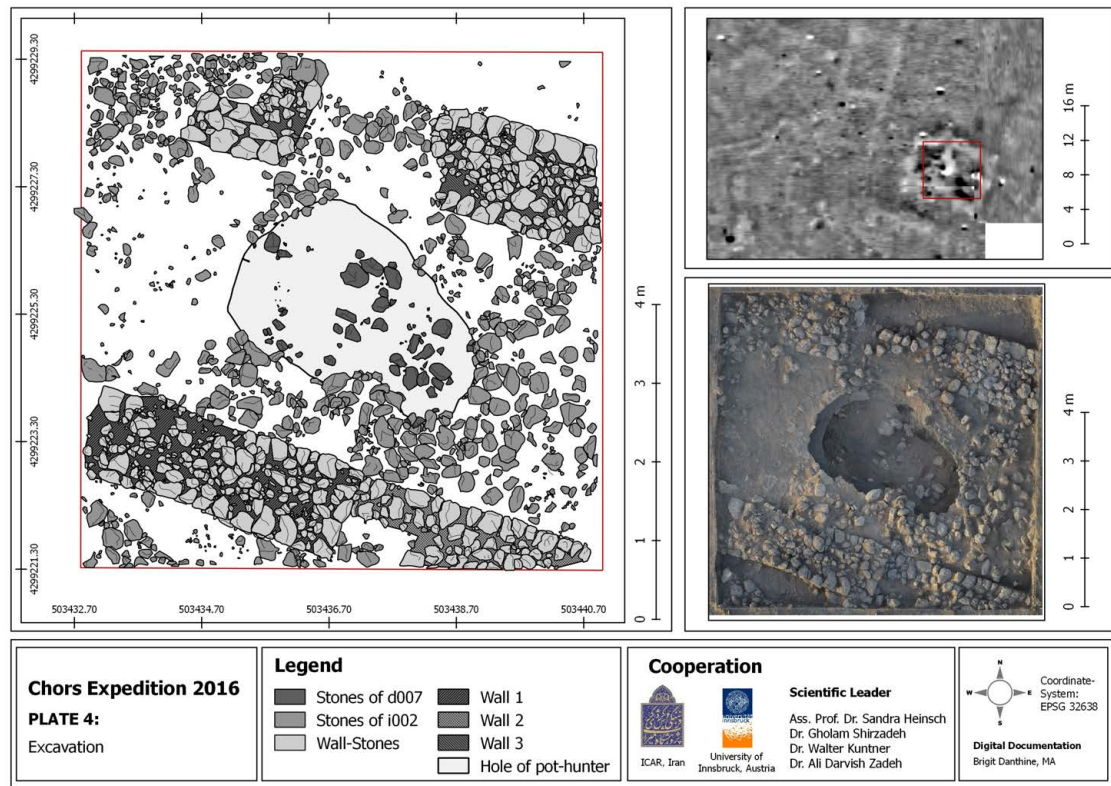 4299229.30
4299227.30
4299225.30
4299223.30
4299221.30
503432.70
503434.70
503436.70
503438.70
503440.70
4 m
3
2
1
0
16 m
12
8
4
0
4 m
3
2
1
0
Chors Expedition 2016
PLATE 4:
Excavation
Legend
Stones of d007
Stones of i002
Wall-Stones
Wall 1
Wall 2
Wall 3
Hole of pot-hunter
Cooperation
ICAR, Iran
universität
innsbruck
University of
Innsbruck, Austria
Scientific Leader
Ass. Prof. Dr. Sandra Heinsch
Dr. Gholam Shirzadeh
Dr. Walter Kuntner
Dr. Ali Darvish Zadeh
N
W
E
S
Coordinate-
System:
EPSG 32638
Digital Documentation
Brigit Danthine, MA